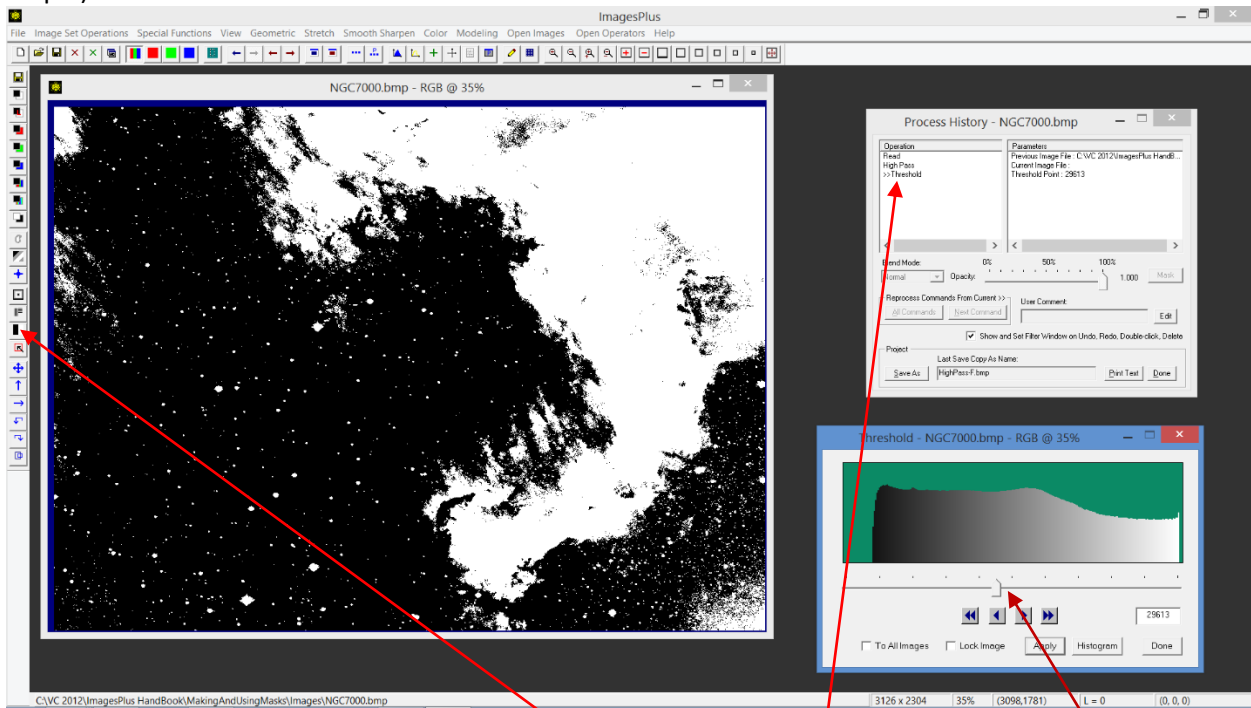 ImagesPlus
File Image Set Operations Special Functions View Geometric Stretch Smooth Sharpen Color Modeling Open Images Open Operators Help
NGC7000.bmp - RGB @ 35%
Process History - NGC7000.bmp
Operation Parameters
Read Previous Image File : C:\VC 2012\ImagesPlus HandB...
High Pass Current Image File :
>>Threshold Threshold Point : 29613
Blend Mode: 0% 50% 100%
Normal Opacity: 1.000 Mask
Reprocess Commands From Current >> User Comment:
All Commands Next Command Edit
Show and Set Filter Window on Undo, Redo, Double-click, Delete
Project
Last Save Copy As Name:
Save As HighPass-F.bmp Print Text Done
Threshold - NGC7000.bmp - RGB @ 35%
29613
To All Images Lock Image Apply Histogram Done
C:\VC 2012\ImagesPlus HandBook\MakingAndUsingMasks\Images\NGC7000.bmp 3126 x 2304 35% (3098,1781) L = 0 (0, 0, 0)